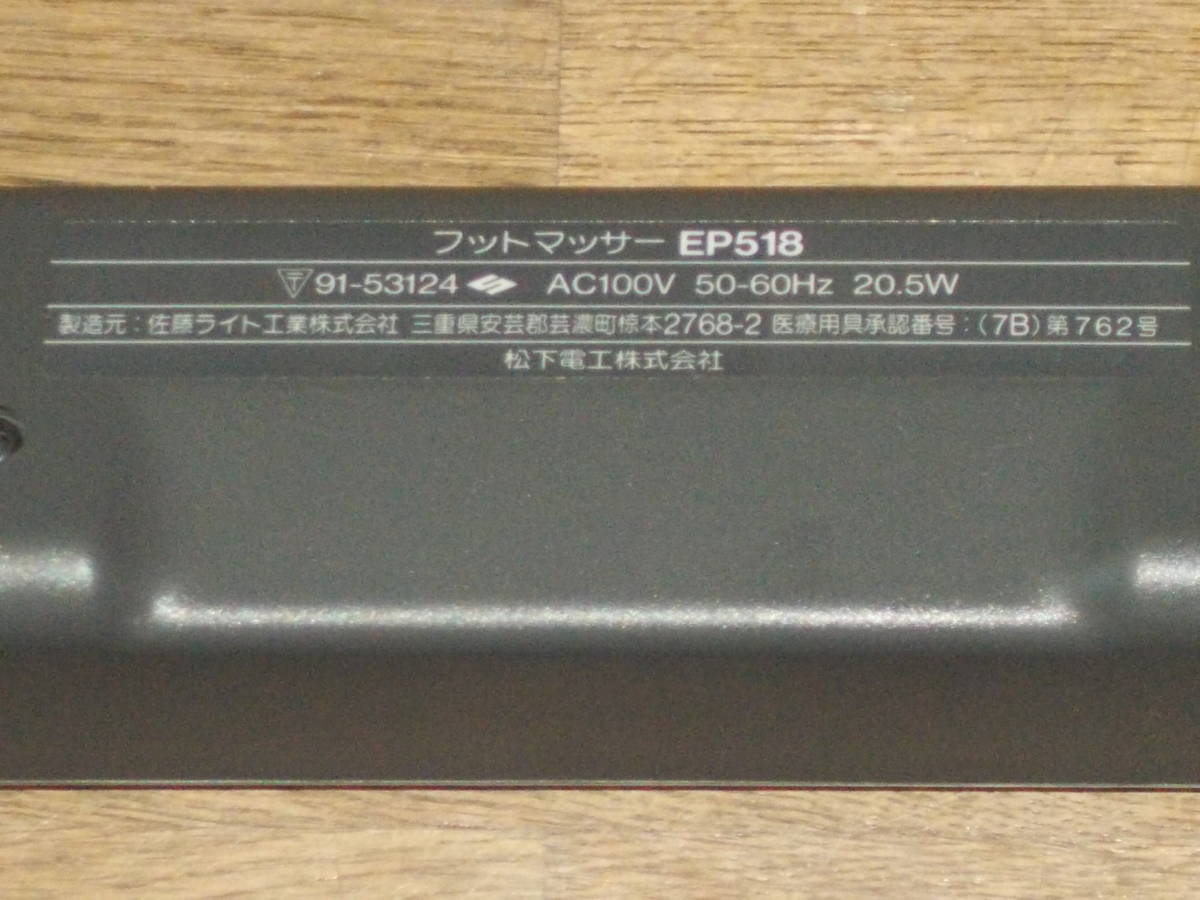 フットマッサー EP518
〒91-53124 AC100V 50-60Hz 20.5W
製造元:佐藤ライト工業株式会社 三重県安芸郡芸濃町椋本2768-2 医療用具承認番号:(7B)第762号
松下電工株式会社